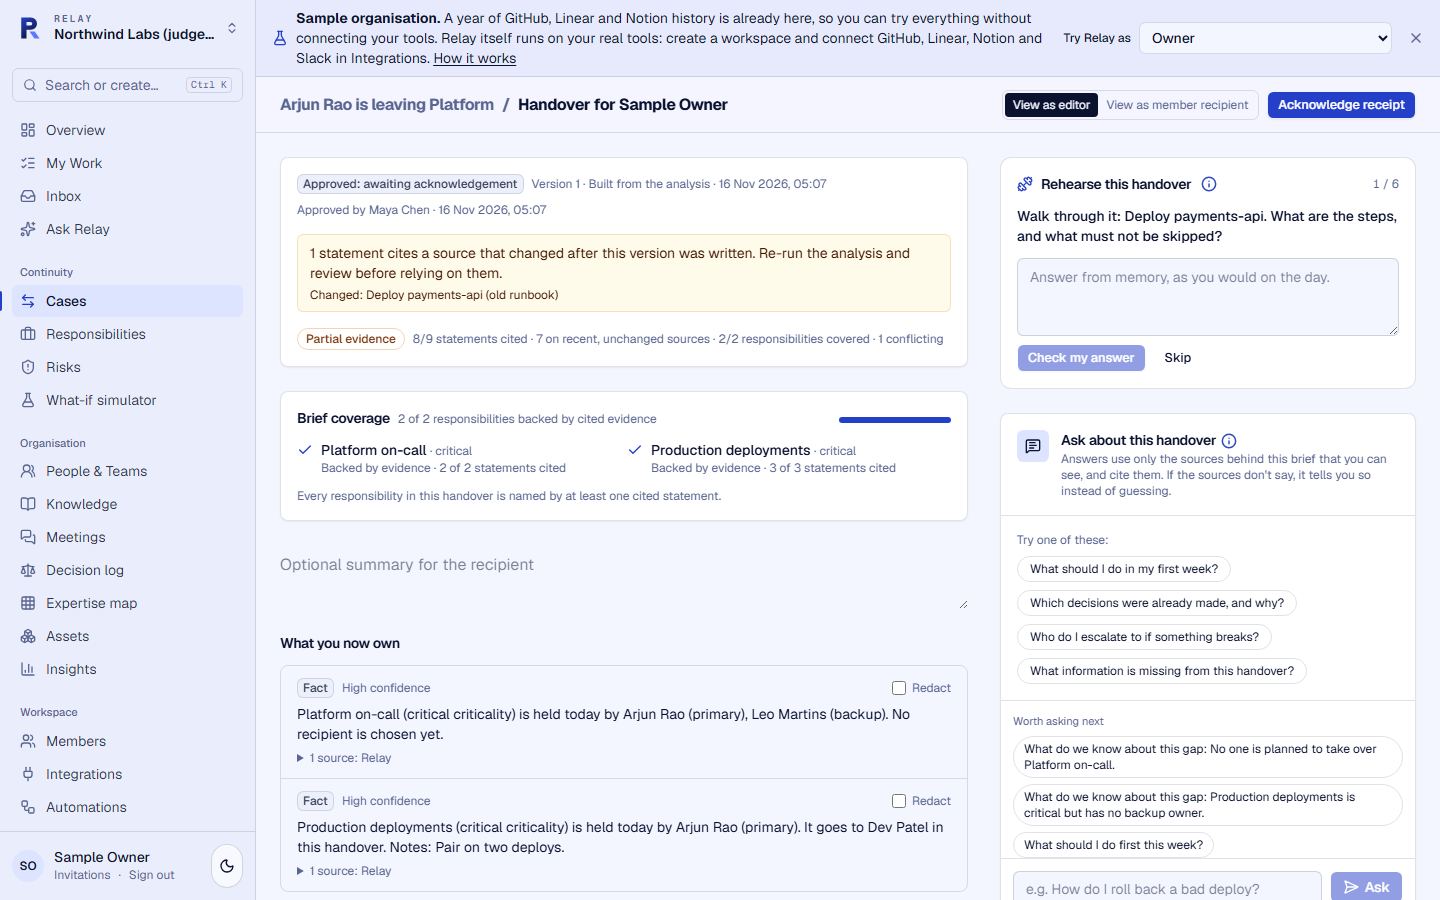 RELAY
Northwind Labs (judge...
Search or create...
Ctrl K
Overview
My Work
Inbox
Ask Relay
Continuity
Cases
Responsibilities
Risks
What-if simulator
Organisation
People & Teams
Knowledge
Meetings
Decision log
Expertise map
Assets
Insights
Workspace
Members
Integrations
Automations
SO
Sample Owner
Invitations · Sign out
Sample organisation. A year of GitHub, Linear and Notion history is already here, so you can try everything without
connecting your tools. Relay itself runs on your real tools: create a workspace and connect GitHub, Linear, Notion and
Slack in Integrations. How it works
Try Relay as
Owner
Arjun Rao is leaving Platform / Handover for Sample Owner
View as editor
View as member recipient
Acknowledge receipt
Approved: awaiting acknowledgement
Version 1 · Built from the analysis · 16 Nov 2026, 05:07
Approved by Maya Chen · 16 Nov 2026, 05:07
1 statement cites a source that changed after this version was written. Re-run the analysis and
review before relying on them.
Changed: Deploy payments-api (old runbook)
Partial evidence
8/9 statements cited · 7 on recent, unchanged sources · 2/2 responsibilities covered · 1 conflicting
Brief coverage
2 of 2 responsibilities backed by cited evidence
Platform on-call · critical
Backed by evidence · 2 of 2 statements cited
Production deployments · critical
Backed by evidence · 3 of 3 statements cited
Every responsibility in this handover is named by at least one cited statement.
Optional summary for the recipient
What you now own
Fact
High confidence
Redact
Platform on-call (critical criticality) is held today by Arjun Rao (primary), Leo Martins (backup). No
recipient is chosen yet.
1 source: Relay
Fact
High confidence
Redact
Production deployments (critical criticality) is held today by Arjun Rao (primary). It goes to Dev Patel in
this handover. Notes: Pair on two deploys.
1 source: Relay
Rehearse this handover
1 / 6
Walk through it: Deploy payments-api. What are the steps,
and what must not be skipped?
Answer from memory, as you would on the day.
Check my answer
Skip
Ask about this handover
Answers use only the sources behind this brief that you can
see, and cite them. If the sources don't say, it tells you so
instead of guessing.
Try one of these:
What should I do in my first week?
Which decisions were already made, and why?
Who do I escalate to if something breaks?
What information is missing from this handover?
Worth asking next
What do we know about this gap: No one is planned to take over
Platform on-call.
What do we know about this gap: Production deployments is
critical but has no backup owner.
What should I do first this week?
e.g. How do I roll back a bad deploy?
Ask